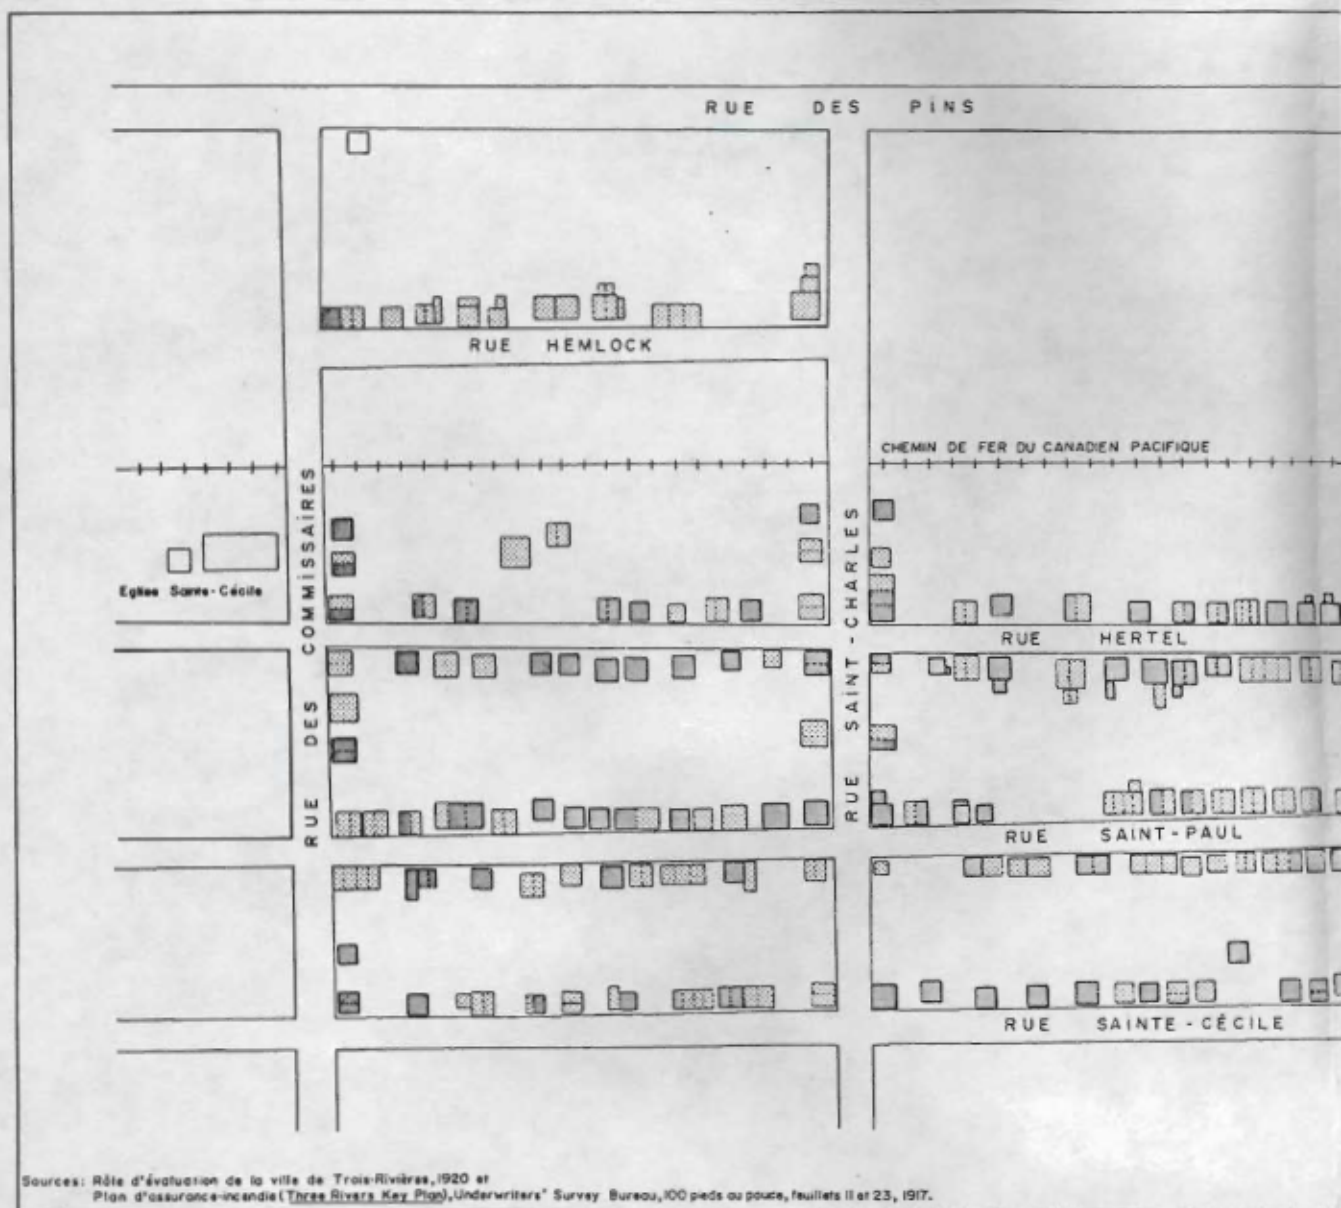 RUE DES PINS
RUE HEMLOCK
CHEMIN DE FER DU CANADIEN PACIFIQUE
RUE DES COMMISSAIRES
RUE SAINT-CHARLES
Eglise Sainte-Cécile
RUE HERTEL
RUE SAINT-PAUL
RUE SAINTE-CÉCILE
Sources: Rôle d'évaluation de la ville de Trois-Rivières, 1920 et
Plan d'assurance-incendie (Three Rivers Key Plan), Underwriters' Survey Bureau, 100 pieds au pouce, feuillets 11 et 23, 1917.